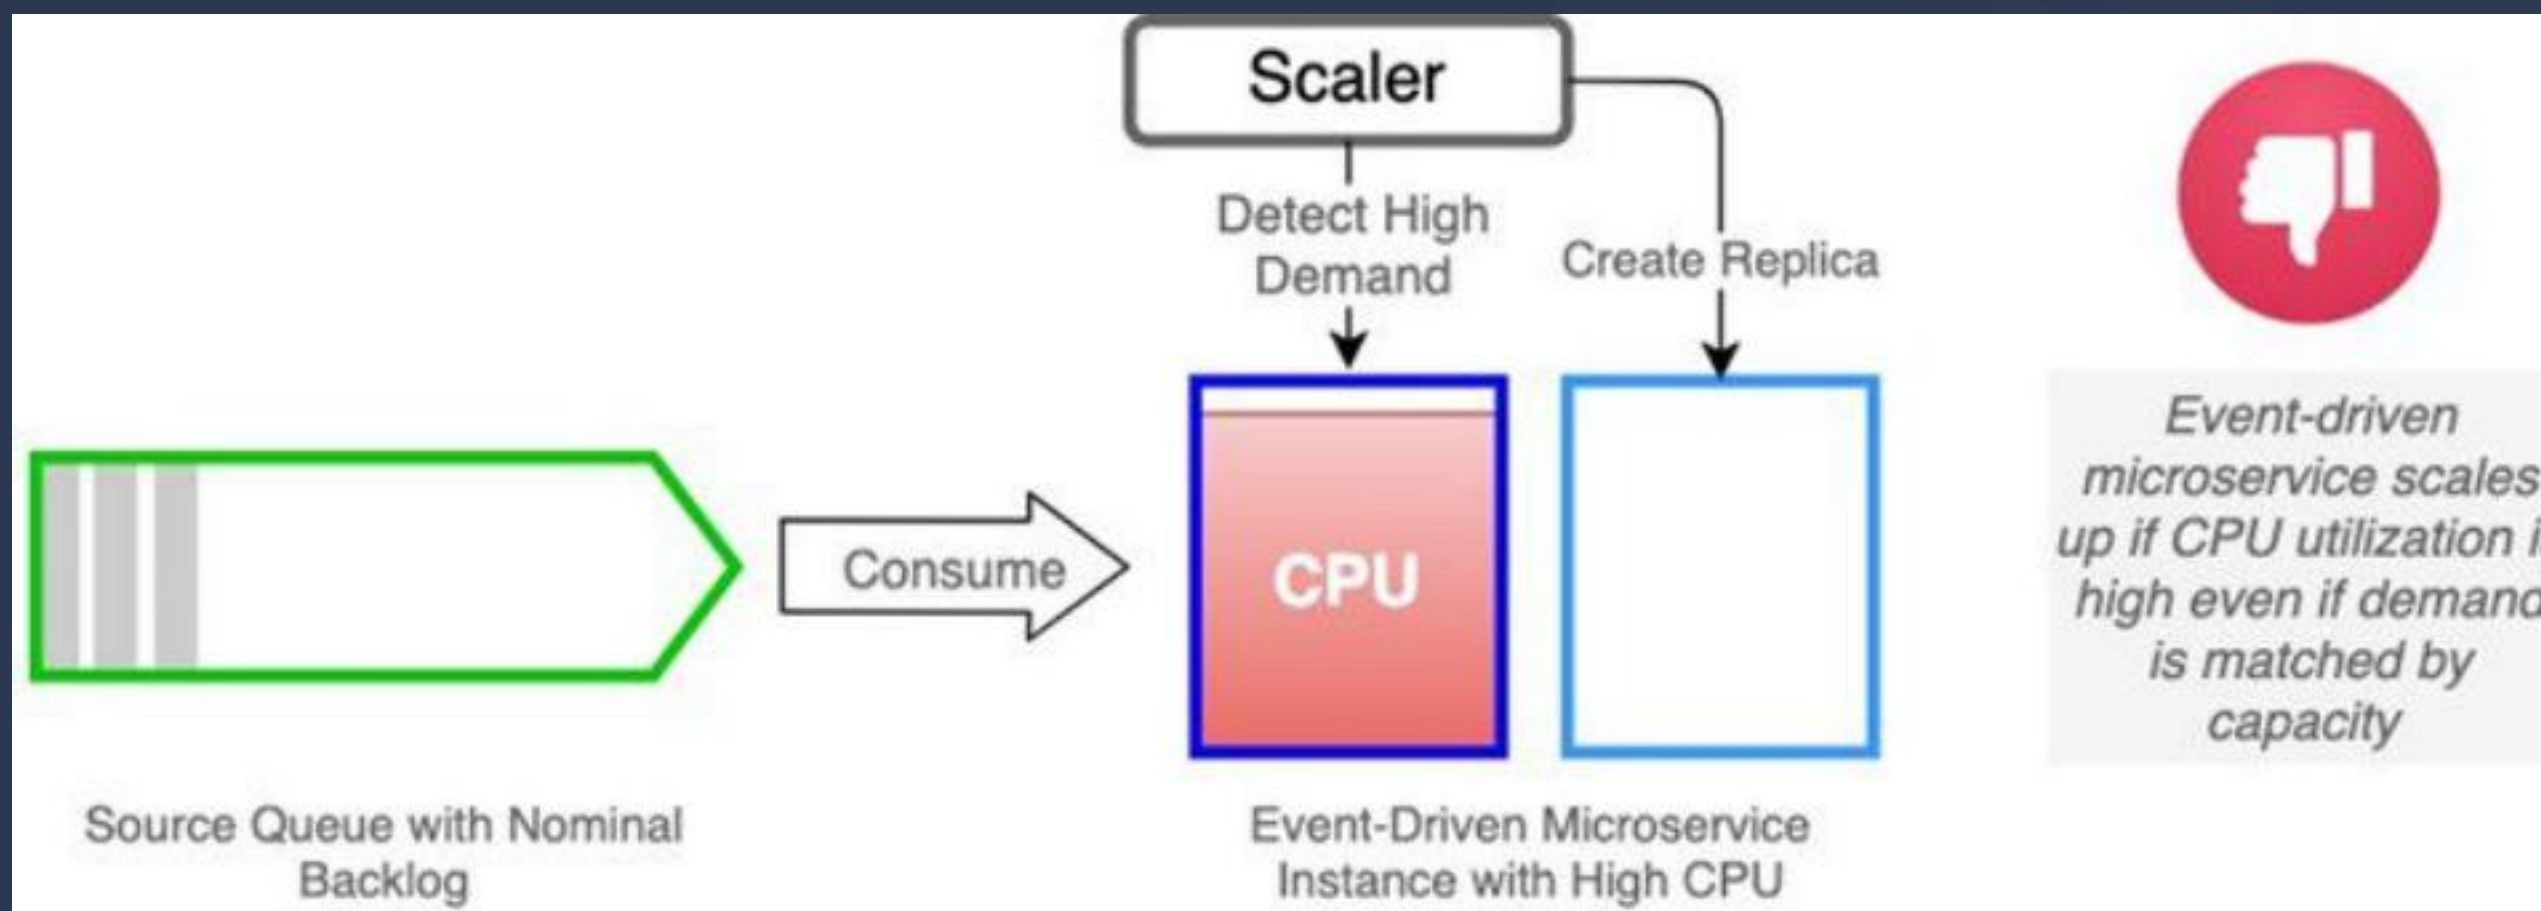 Scaler
Detect High
Demand
Create Replica
Consume
CPU
Source Queue with Nominal
Backlog
Event-Driven Microservice
Instance with High CPU
Event-driven
microservice scales
up if CPU utilization
high even if demand
is matched by
capacity